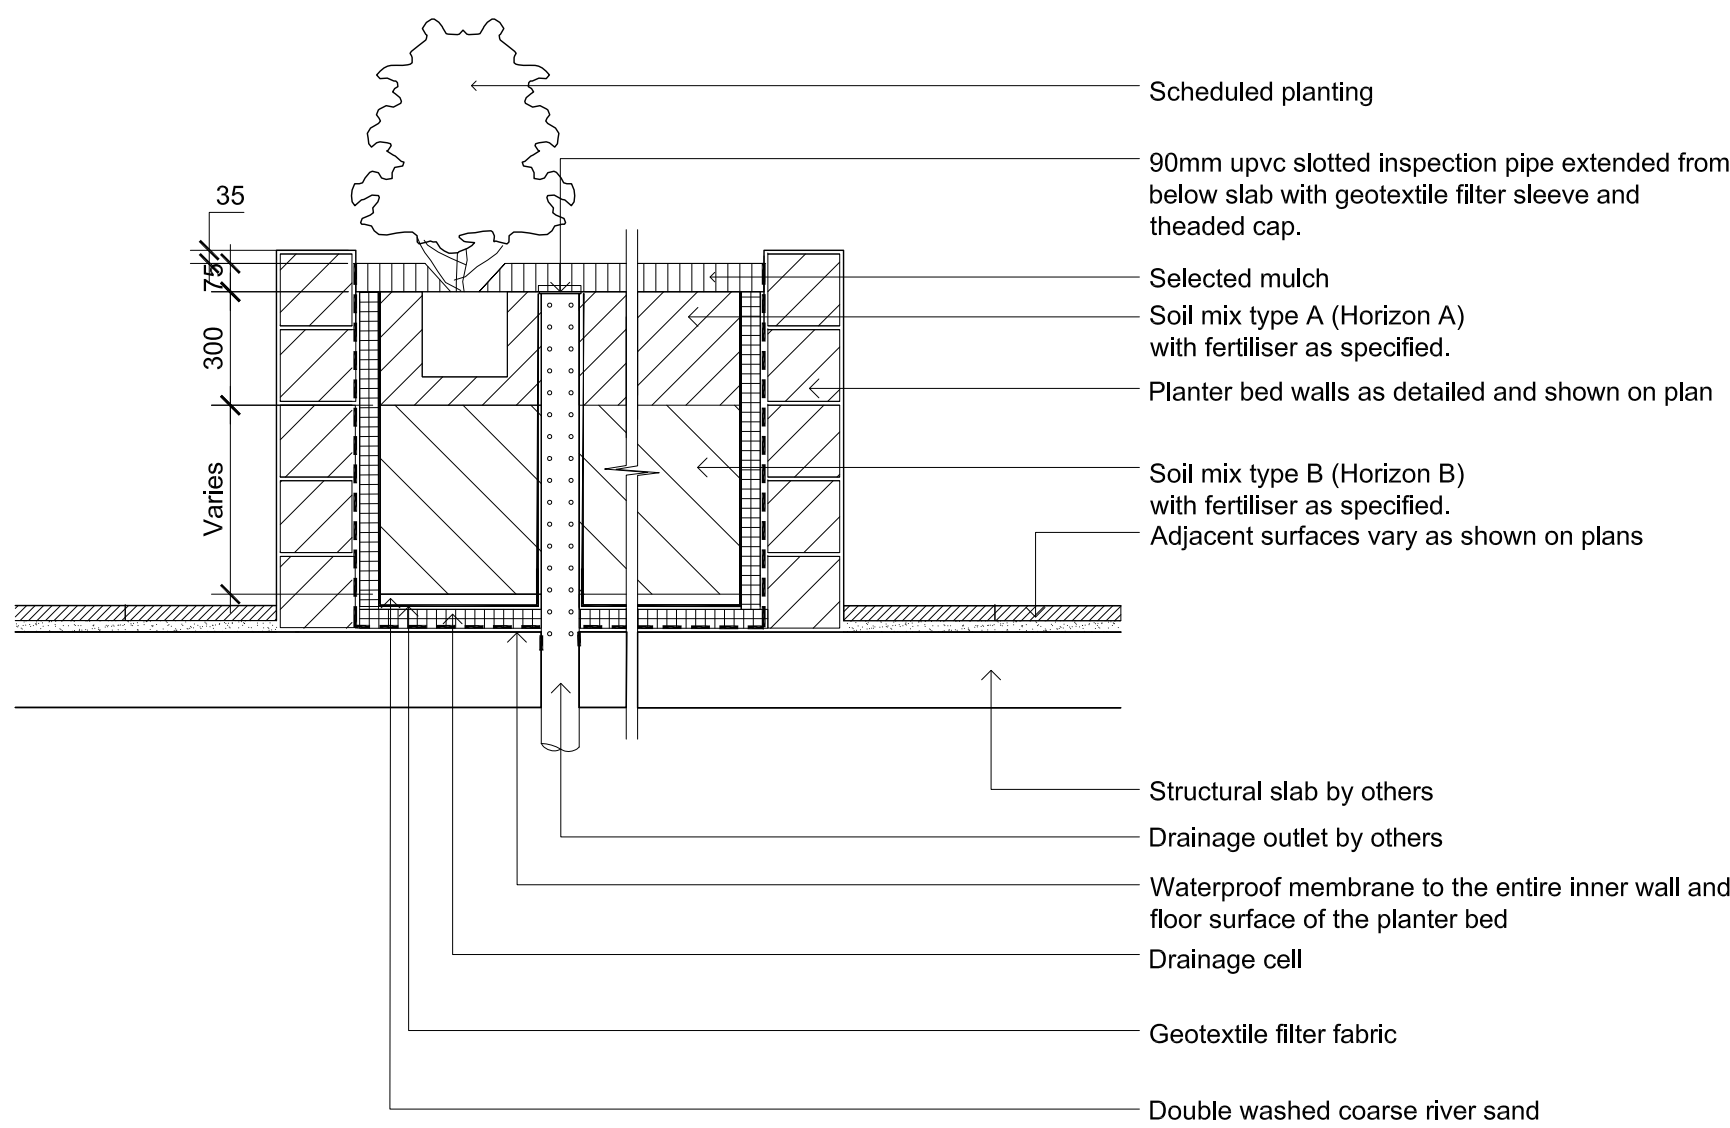 Scheduled planting
90mm upvc slotted inspection pipe extended from
below slab with geotextile filter sleeve and
theaded cap.
35
75
300
Varies
Selected mulch
Soil mix type A (Horizon A)
with fertiliser as specified.
Planter bed walls as detailed and shown on plan
Soil mix type B (Horizon B)
with fertiliser as specified.
Adjacent surfaces vary as shown on plans
Structural slab by others
Drainage outlet by others
Waterproof membrane to the entire inner wall and
floor surface of the planter bed
Drainage cell
Geotextile filter fabric
Double washed coarse river sand